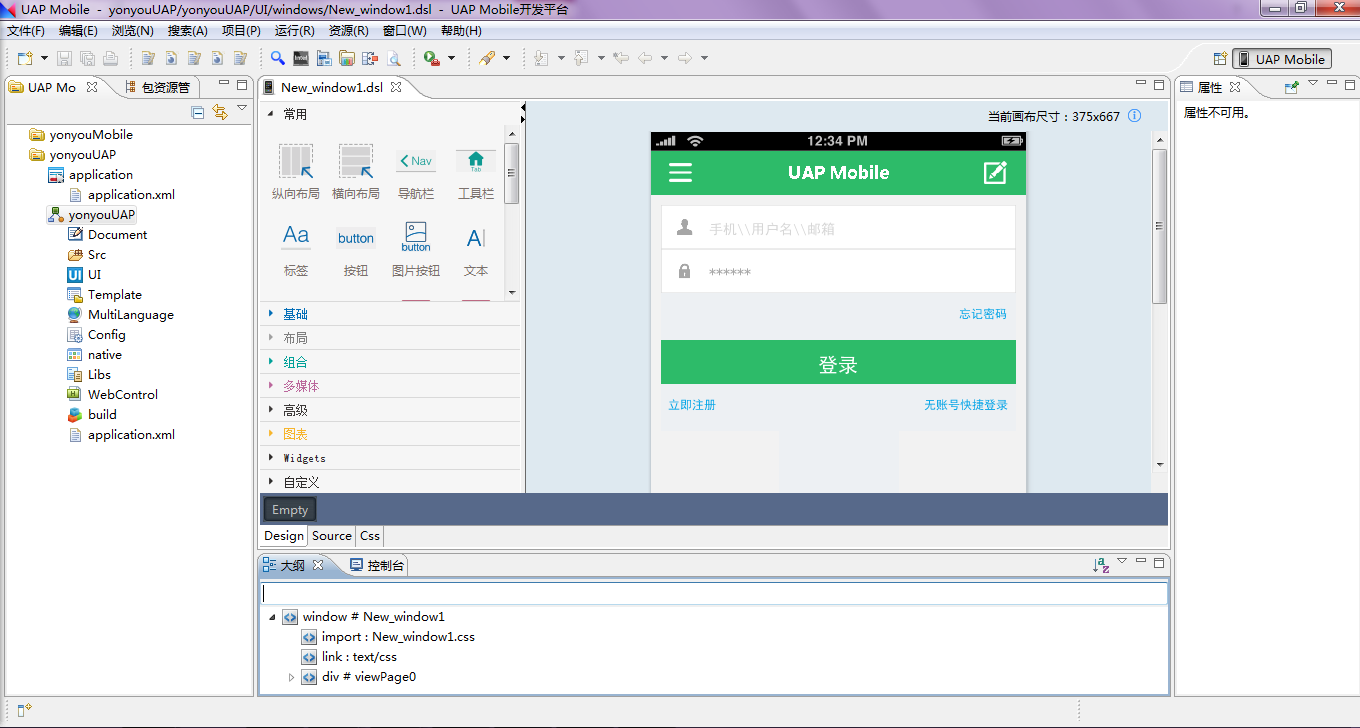 UAP Mobile - yonyouUAP/yonyouUAP/UI/windows/New_window1.dsl - UAP Mobile开发平台
文件(F) 编辑(E) 浏览(N) 搜索(A) 项目(P) 运行(R) 资源(R) 窗口(W) 帮助(H)
UAP Mobile
UAP Mo
包资源管
yonyouMobile
yonyouUAP
application
application.xml
yonyouUAP
Document
Src
UI
Template
MultiLanguage
Config
native
Libs
WebControl
build
application.xml
New_window1.dsl
常用
Nav
Tab
纵向布局 横向布局 导航栏 工具栏
Aa button button A
标签 按钮 图片按钮 文本
基础
布局
组合
多媒体
高级
图表
Widgets
自定义
当前画布尺寸：375x667
12:34 PM
UAP Mobile
手机\\用户名\\邮箱
******
忘记密码
登录
立即注册 无账号快捷登录
Empty
Design Source Css
大纲 控制台
window # New_window1
import : New_window1.css
link : text/css
div # viewPage0
属性
属性不可用。